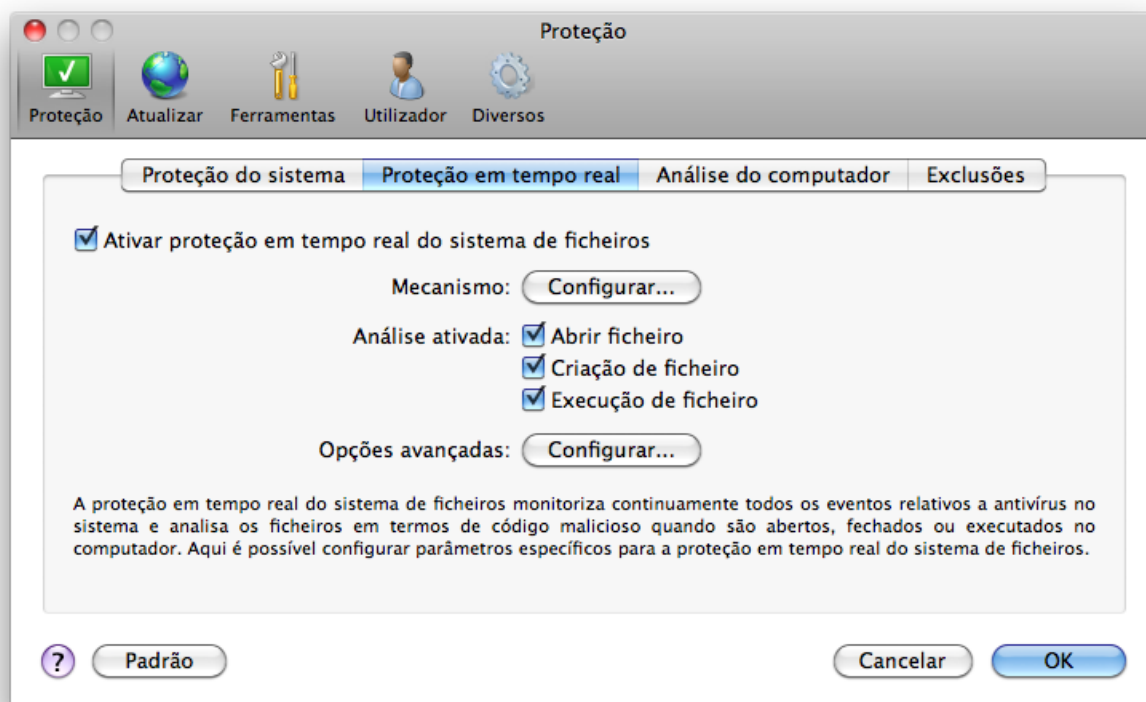 Proteção
Proteção Atualizar Ferramentas Utilizador Diversos
Proteção do sistema Proteção em tempo real Análise do computador Exclusões
Ativar proteção em tempo real do sistema de ficheiros
Mecanismo: Configurar...
Análise ativada: Abrir ficheiro
Criação de ficheiro
Execução de ficheiro
Opções avançadas: Configurar...
A proteção em tempo real do sistema de ficheiros monitoriza continuamente todos os eventos relativos a antivírus no
sistema e analisa os ficheiros em termos de código malicioso quando são abertos, fechados ou executados no
computador. Aqui é possível configurar parâmetros específicos para a proteção em tempo real do sistema de ficheiros.
? Padrão Cancelar OK